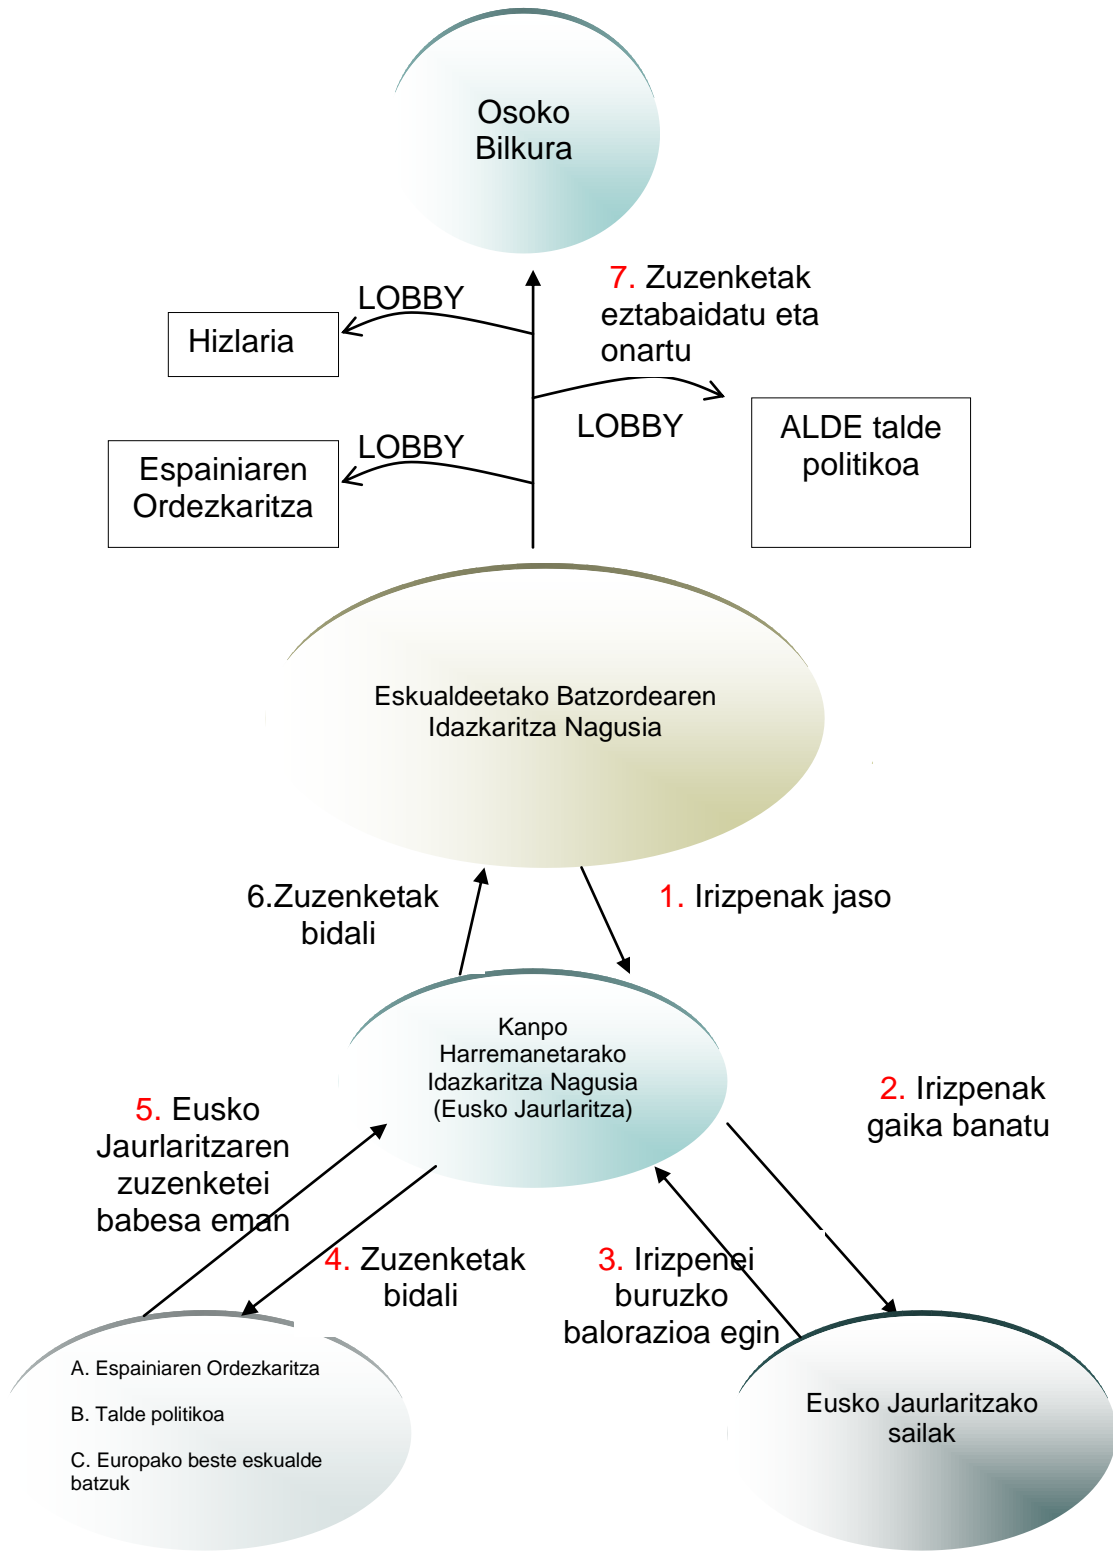 Osoko
Bilkura
7. Zuzenketak
eztabaidatu eta
onartu
LOBBY
Hizlaria
LOBBY
ALDE talde
politikoa
LOBBY
Espainiaren
Ordezkaritza
Eskualdeetako Batzordearen
Idazkaritza Nagusia
6.Zuzenketak
bidali
1. Irizpenak jaso
Kanpo
Harremanetarako
Idazkaritza Nagusia
(Eusko Jaurlaritza)
2. Irizpenak
gaika banatu
5. Eusko
Jaurlaritzaren
zuzenketei
babesa eman
4. Zuzenketak
bidali
3. Irizpenei
buruzko
balorazioa egin
A. Espainiaren Ordezkaritza
B. Talde politikoa
C. Europako beste eskualde
batzuk
Eusko Jaurlaritzako
sailak